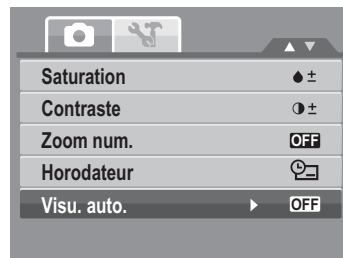 Saturation ±
Contraste ±
Zoom num. OFF
Horodateur
Visu. auto. OFF